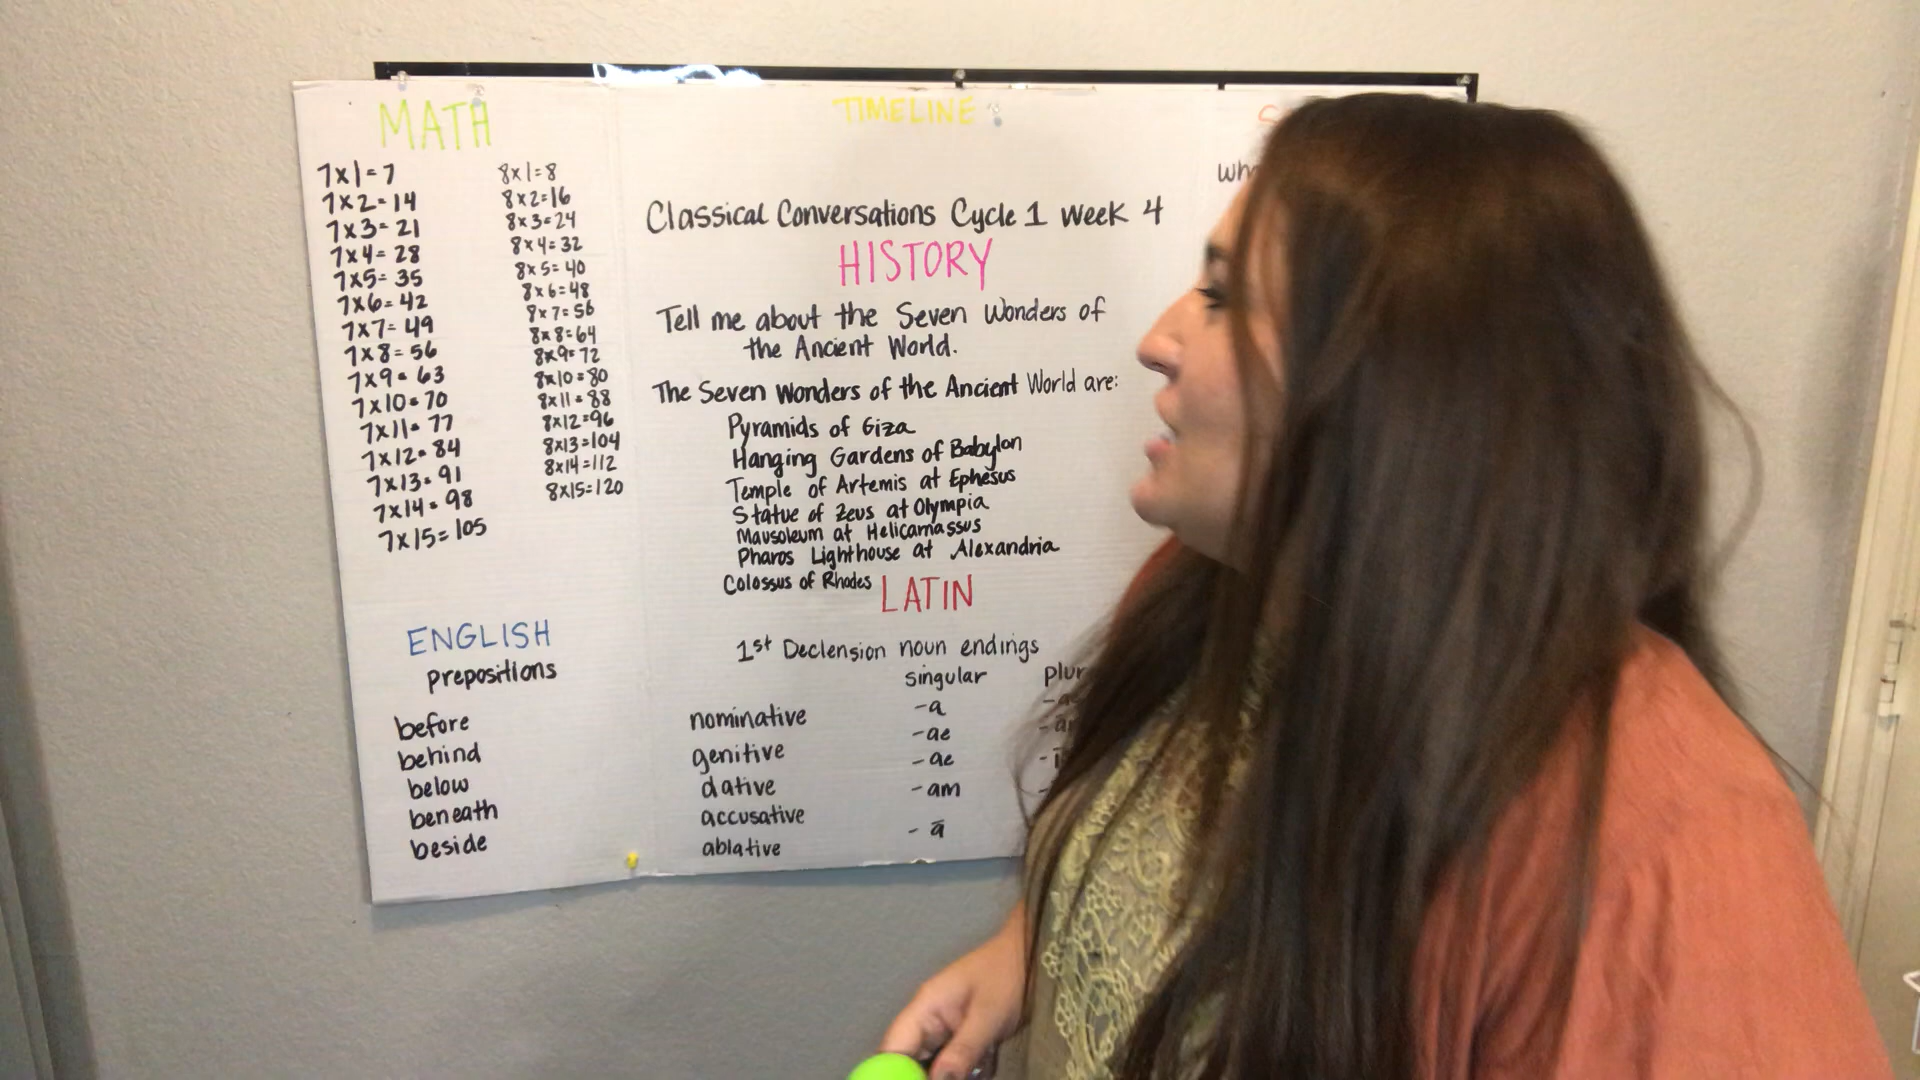 MATH
7x1=7
7x2=14
7x3=21
7x4=28
7x5=35
7x6=42
7x7=49
7x8=56
7x9=63
7x10=70
7x11=77
7x12=84
7x13=91
7x14=98
7x15=105
8x1=8
8x2=16
8x3=24
8x4=32
8x5=40
8x6=48
8x7=56
8x8=64
8x9=72
8x10=80
8x11=88
8x12=96
8x13=104
8x14=112
8x15=120
ENGLISH
prepositions
before
behind
below
beneath
beside
TIMELINE
Classical Conversations Cycle 1 Week 4
HISTORY
Tell me about the Seven Wonders of
the Ancient World.
The Seven Wonders of the Ancient World are:
Pyramids of Giza
Hanging Gardens of Babylon
Temple of Artemis at Ephesus
Statue of Zeus at Olympia
Mausoleum at Helicarnassus
Pharos Lighthouse at Alexandria
Colossus of Rhodes
LATIN
1st Declension noun endings
singular
nominative -a
genitive -ae
dative -ae
accusative -am
ablative -ā